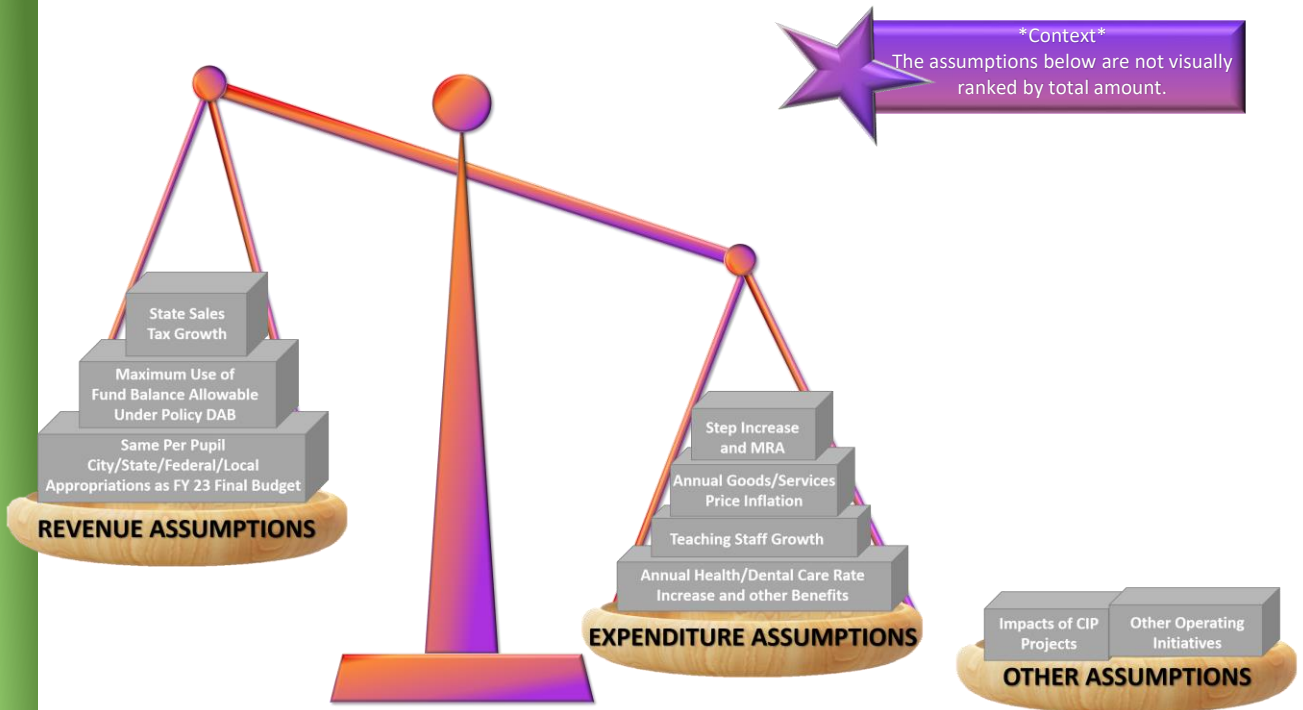 *Context*
The assumptions below are not visually
ranked by total amount.
State Sales
Tax Growth
Maximum Use of
Fund Balance Allowable
Under Policy DAB
Same Per Pupil
City/State/Federal/Local
Appropriations as FY 23 Final Budget
REVENUE ASSUMPTIONS
Step Increase
and MRA
Annual Goods/Services
Price Inflation
Teaching Staff Growth
Annual Health/Dental Care Rate
Increase and other Benefits
EXPENDITURE ASSUMPTIONS
Impacts of CIP
Projects
Other Operating
Initiatives
OTHER ASSUMPTIONS